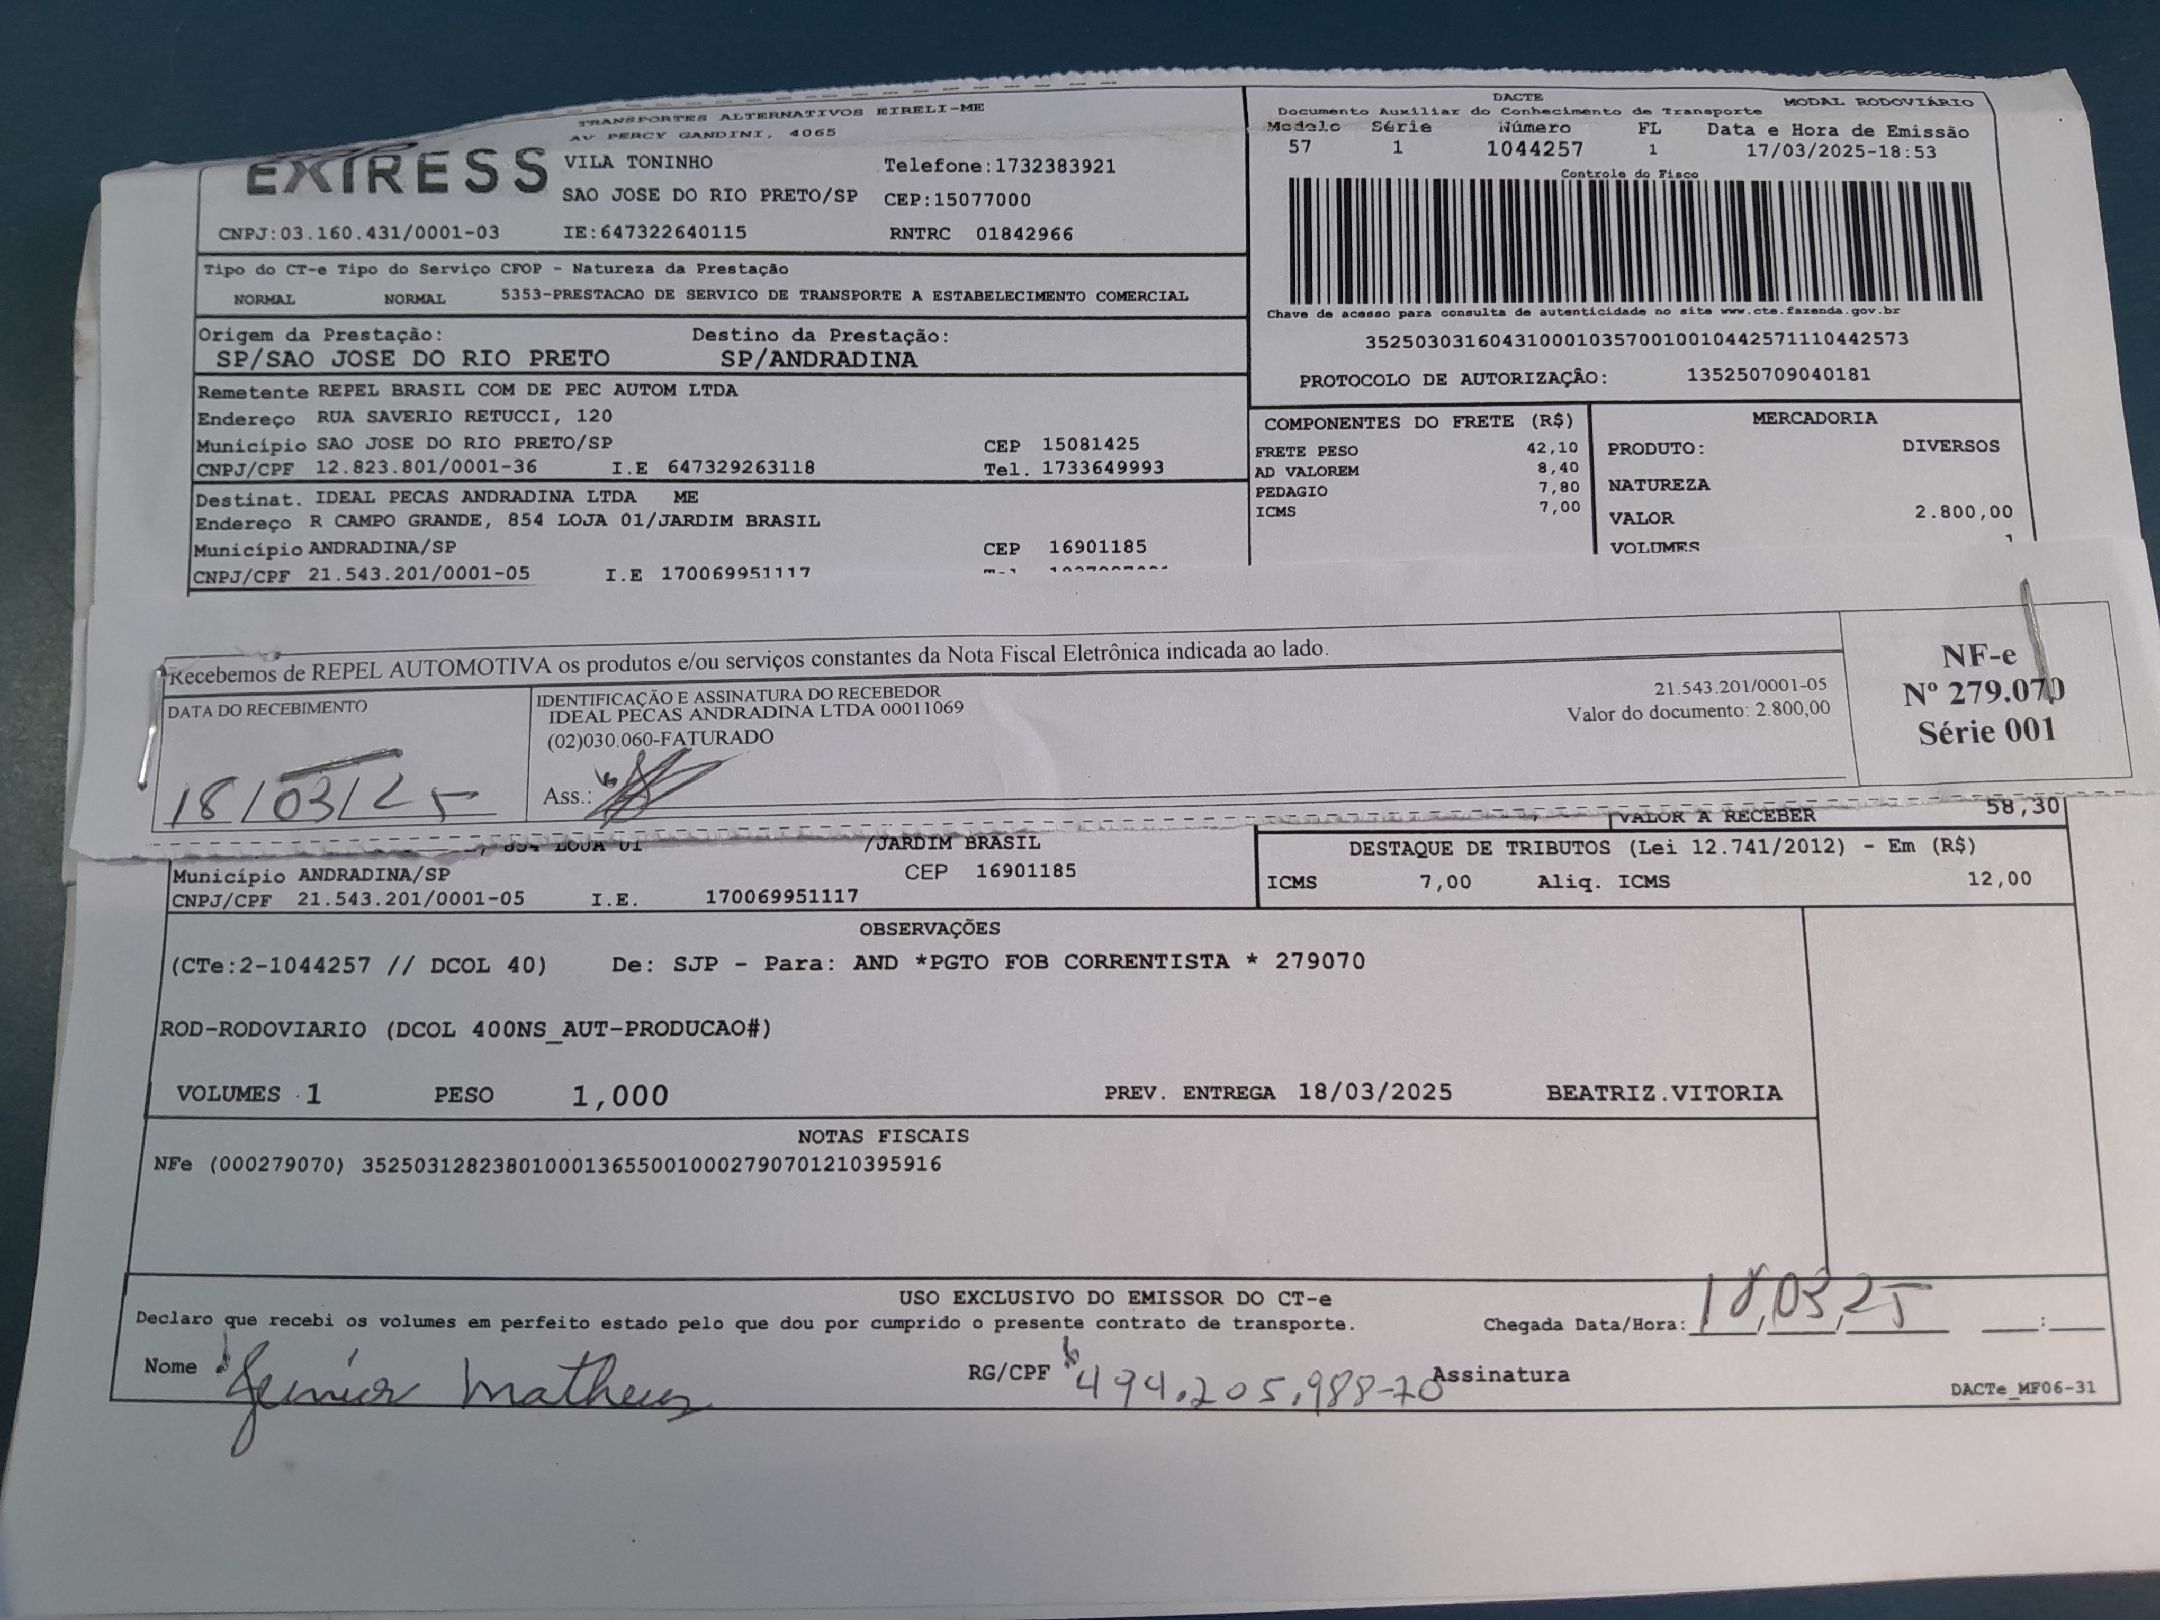 TRANSPORTES ALTERNATIVOS EIRELI-ME
AV PERCY GANDINI, 4065
VILA TONINHO Telefone:1732383921
SAO JOSE DO RIO PRETO/SP CEP:15077000
CNPJ:03.160.431/0001-03 IE:647322640115 RNTRC 01842966
DACTE MODAL RODOVIÁRIO
Documento Auxiliar do Conhecimento de Transporte
Modelo Série Número FL Data e Hora de Emissão
57 1 1044257 1 17/03/2025-18:53
Controle do Fisco
Chave de acesso para consulta de autenticidade no site www.cte.fazenda.gov.br
35250303160431000103570010010442571110442573
PROTOCOLO DE AUTORIZAÇÃO: 135250709040181
Tipo do CT-e Tipo do Serviço CFOP - Natureza da Prestação
NORMAL NORMAL 5353-PRESTACAO DE SERVICO DE TRANSPORTE A ESTABELECIMENTO COMERCIAL
Origem da Prestação: Destino da Prestação:
SP/SAO JOSE DO RIO PRETO SP/ANDRADINA
Remetente REPEL BRASIL COM DE PEC AUTOM LTDA
Endereço RUA SAVERIO RETUCCI, 120
Município SAO JOSE DO RIO PRETO/SP CEP 15081425
CNPJ/CPF 12.823.801/0001-36 I.E 647329263118 Tel. 1733649993
Destinat. IDEAL PECAS ANDRADINA LTDA ME
Endereço R CAMPO GRANDE, 854 LOJA 01/JARDIM BRASIL
Município ANDRADINA/SP CEP 16901185
CNPJ/CPF 21.543.201/0001-05 I.E 170069951117
COMPONENTES DO FRETE (R$)
FRETE PESO 42,10
AD VALOREM 8,40
PEDAGIO 7,80
ICMS 7,00
MERCADORIA
PRODUTO: DIVERSOS
NATUREZA
VALOR 2.800,00
VOLUMES 1
Recebemos de REPEL AUTOMOTIVA os produtos e/ou serviços constantes da Nota Fiscal Eletrônica indicada ao lado.
DATA DO RECEBIMENTO
18/03/25
IDENTIFICAÇÃO E ASSINATURA DO RECEBEDOR
IDEAL PECAS ANDRADINA LTDA 00011069
(02)030.060-FATURADO
Ass.:
21.543.201/0001-05
Valor do documento: 2.800,00
NF-e
Nº 279.070
Série 001
VALOR A RECEBER 58,30
854 LOJA 01 /JARDIM BRASIL
Município ANDRADINA/SP CEP 16901185
CNPJ/CPF 21.543.201/0001-05 I.E. 170069951117
DESTAQUE DE TRIBUTOS (Lei 12.741/2012) - Em (R$)
ICMS 7,00 Aliq. ICMS 12,00
OBSERVAÇÕES
(CTe:2-1044257 // DCOL 40) De: SJP - Para: AND *PGTO FOB CORRENTISTA * 279070
ROD-RODOVIARIO (DCOL 400NS_AUT-PRODUCAO#)
VOLUMES 1 PESO 1,000 PREV. ENTREGA 18/03/2025 BEATRIZ.VITORIA
NOTAS FISCAIS
NFe (000279070) 35250312823801000136550010002790701210395916
USO EXCLUSIVO DO EMISSOR DO CT-e
Declaro que recebi os volumes em perfeito estado pelo que dou por cumprido o presente contrato de transporte. Chegada Data/Hora: 18,03,25 :
Nome Junior Matheus RG/CPF 494.205.988-70 Assinatura
DACTe_MF06-31